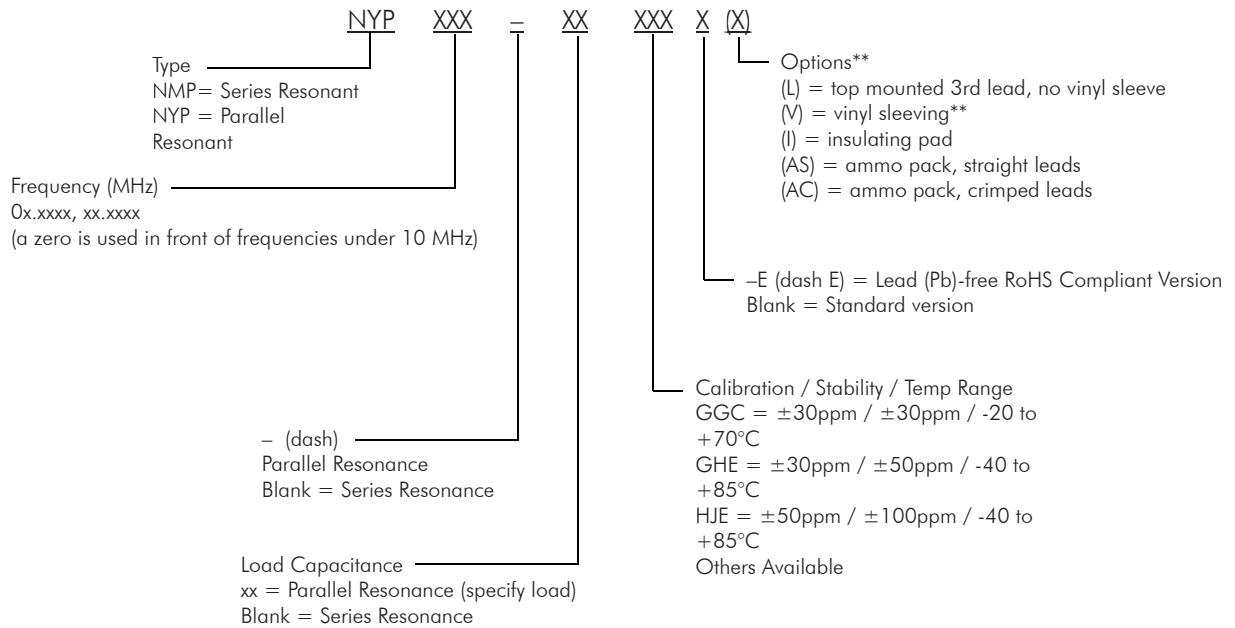 NYP XXX – XX XXX X (X)
Type
NMP= Series Resonant
NYP = Parallel
Resonant
Options**
(L) = top mounted 3rd lead, no vinyl sleeve
(V) = vinyl sleeving**
(I) = insulating pad
(AS) = ammo pack, straight leads
(AC) = ammo pack, crimped leads
Frequency (MHz)
0x.xxxx, xx.xxxx
(a zero is used in front of frequencies under 10 MHz)
–E (dash E) = Lead (Pb)-free RoHS Compliant Version
Blank = Standard version
Calibration / Stability / Temp Range
GGC = ±30ppm / ±30ppm / -20 to
+70°C
GHE = ±30ppm / ±50ppm / -40 to
+85°C
HJE = ±50ppm / ±100ppm / -40 to
+85°C
Others Available
– (dash)
Parallel Resonance
Blank = Series Resonance
Load Capacitance
xx = Parallel Resonance (specify load)
Blank = Series Resonance